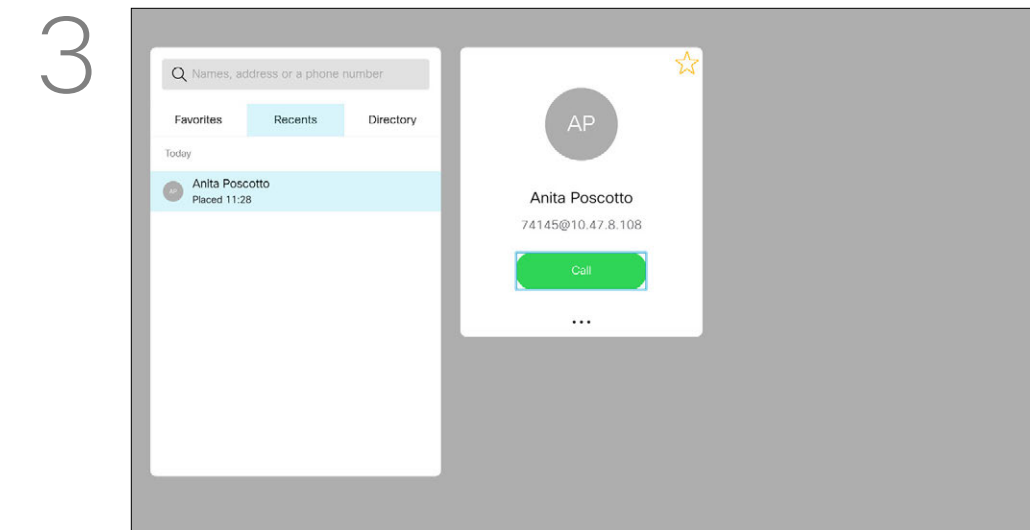 3
Names, address or a phone number
Favorites Recents Directory
Today
AP
Anita Poscotto
Placed 11:28
AP
Anita Poscotto
74145@10.47.8.108
Call
...